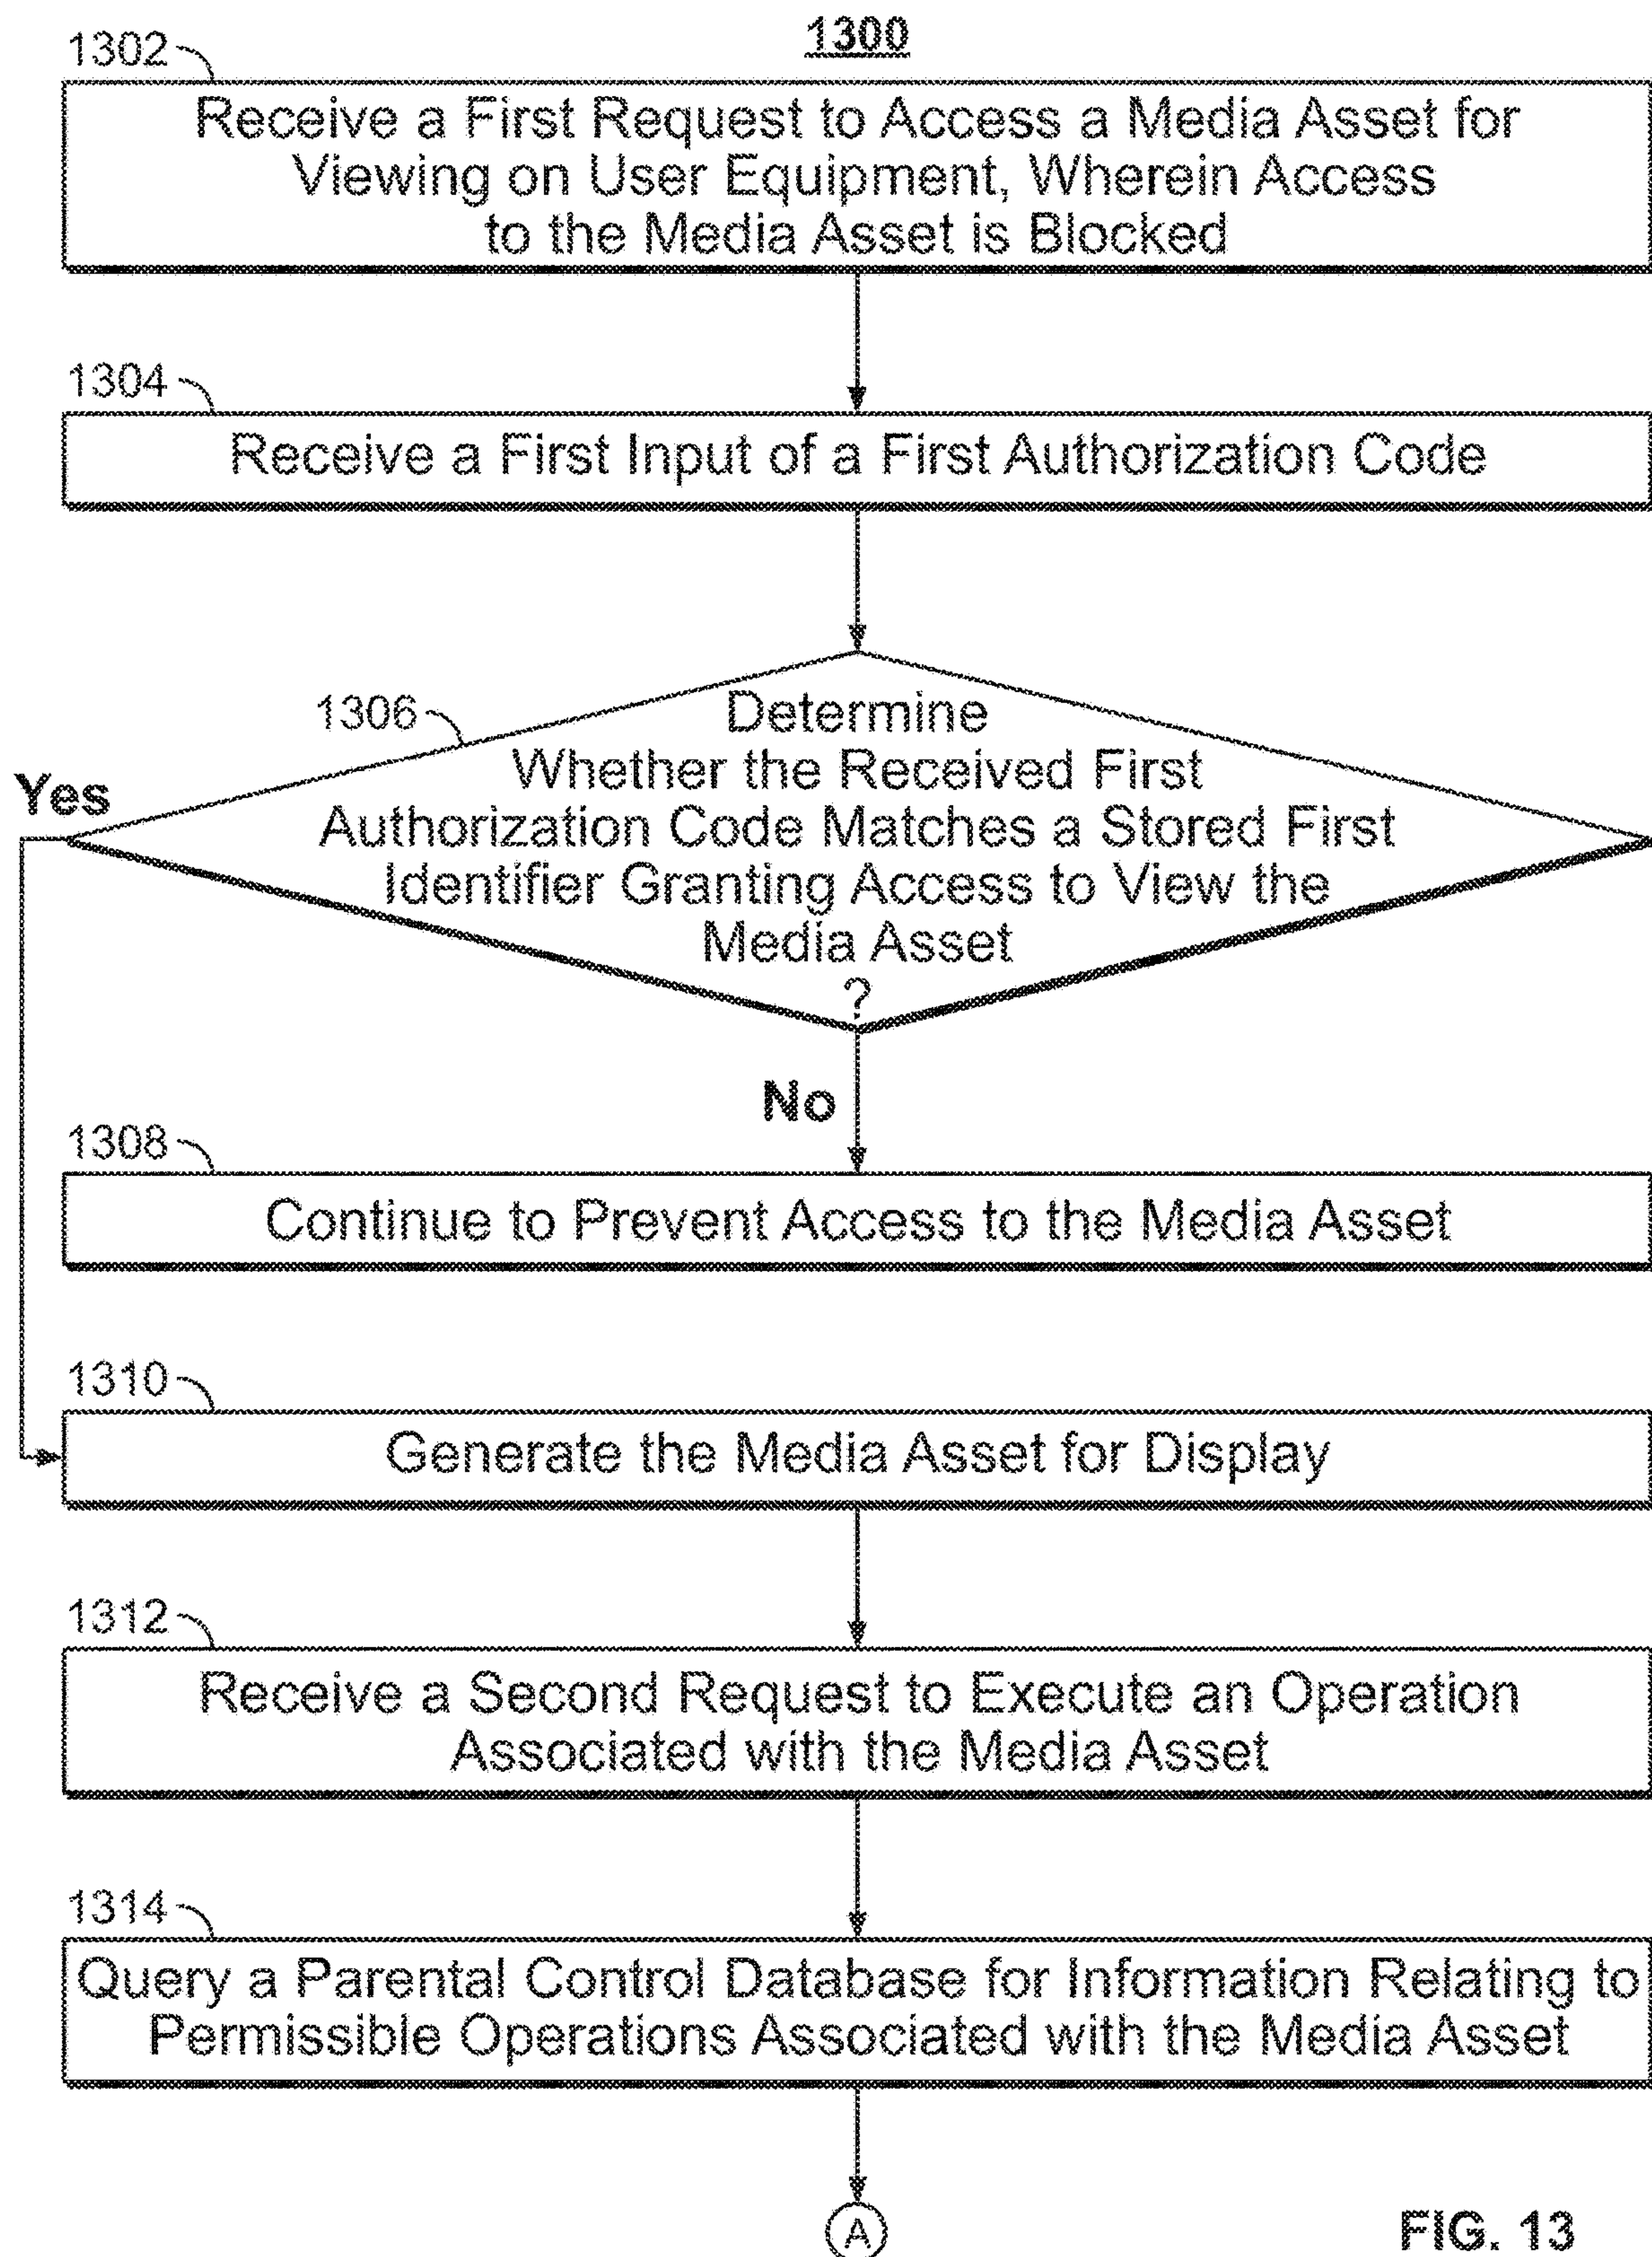 1300
1302
Receive a First Request to Access a Media Asset for
Viewing on User Equipment, Wherein Access
to the Media Asset is Blocked
1304
Receive a First Input of a First Authorization Code
1306
Determine
Whether the Received First
Authorization Code Matches a Stored First
Identifier Granting Access to View the
Media Asset
?
Yes
No
1308
Continue to Prevent Access to the Media Asset
1310
Generate the Media Asset for Display
1312
Receive a Second Request to Execute an Operation
Associated with the Media Asset
1314
Query a Parental Control Database for Information Relating to
Permissible Operations Associated with the Media Asset
A
FIG. 13